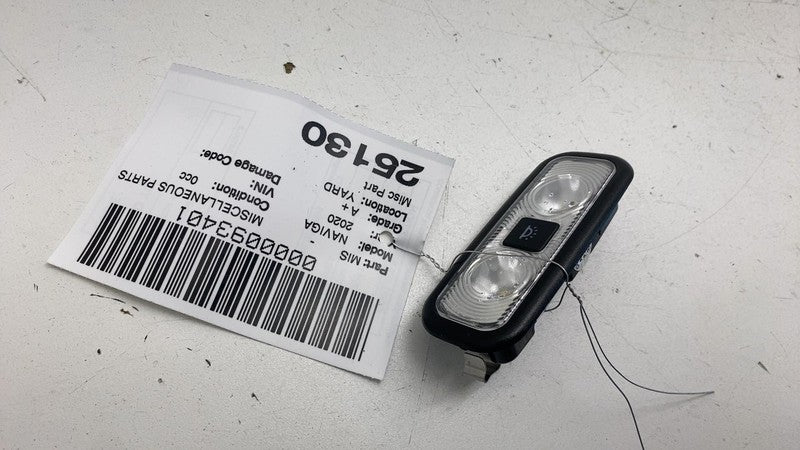 0000093401
Part: MIS MISCELLANEOUS PARTS
Model: NAVIGA
2020 Condition: 0cc
Grade: A+ VIN:
Location: YARD Damage Code:
Misc Part
25130